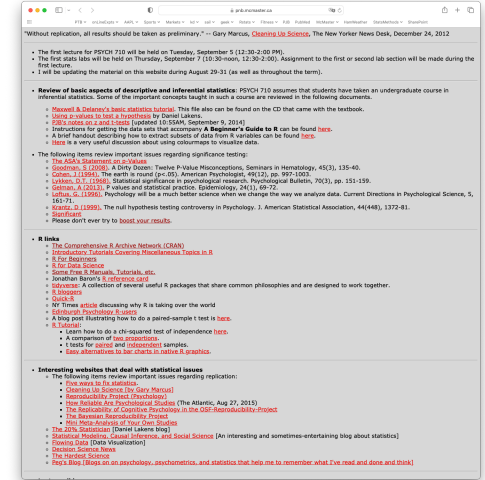 pnb.mcmaster.ca
PTB AFL Sports Markets nri cal geek Retale Fitness PJB PubMed McMaster HamWeather StatsMethods SharePoint
"Without replication, all results should be taken as preliminary." -- Gary Marcus, Cleaning Up Science, The New Yorker News Desk, December 24, 2012
The first lecture for PSYCH 710 will be held on Tuesday, September 5 (12:30-2:00 PM).
The first stats labs will be held on Thursday, September 7 (10:30-noon, 12:30-2:00). Assignment to the first or second lab section will be made during the
first lecture.
I will be updating the material on this website during August 29-31 (as well as throughout the term).
Review of basic aspects of descriptive and inferential statistics: PSYCH 710 assumes that students have taken an undergraduate course in
inferential statistics. Some of the important concepts taught in such a course are reviewed in the following documents.
Maxwell & Delaney's basic statistics tutorial. This file also can be found on the CD that came with the textbook.
Using p-values to test a hypothesis by Daniel Lakens.
PJB's notes on z and t-tests [updated 10:55AM, September 9, 2014]
Instructions for getting the data sets that accompany A Beginner's Guide to R can be found here.
A brief handout describing how to extract subsets of data from R variables can be found here.
Here is a very useful discussion about using colourmaps to visualize data.
The following items review important issues regarding significance testing:
The ASA Statement on p-Values
Goodman, S (2008). A Dirty Dozen: Twelve P-Value Misconceptions, Seminars in Hematology, 45(3), 135-40.
Cohen, J (1994). The earth is round (p<.05). American Psychologist, 49(12), pp. 997-1003.
Lykken, D.T. (1968). Statistical significance in psychological research. Psychological Bulletin, 70(3), pp. 151-159.
Gelman, A (2013). P values and statistical practice. Epidemiology, 24(1), 69-72.
Loftus, G. (1996). Psychology will be a much better science when we change the way we analyze data. Current Directions in Psychological Science, 5,
161-71.
Krantz, D (1999). The null hypothesis testing controversy in Psychology. J. American Statistical Association, 44(448), 1372-81.
Significant
Please don't ever try to boost your results.
R links
The Comprehensive R Archive Network (CRAN)
Introductory Tutorials Covering Miscellaneous Topics in R
R For Beginners
R for Data Science
Some Free R Manuals, Tutorials, etc.
Jonathan Baron's R reference card
tidyverse: A collection of several useful R packages that share common philosophies and are designed to work together.
R bloggers
Quick-R
NY Times article discussing why R is taking over the world
Edinburgh Psychology R-users
A blog post illustrating how to do a paired-sample t test is here.
R Tutorial:
Learn how to do a chi-squared test of independence here.
A comparison of two proportions.
t tests for paired and independent samples.
Easy alternatives to bar charts in native R graphics.
Interesting websites that deal with statistical issues
The following items review important issues regarding replication:
Five ways to fix statistics.
Cleaning Up Science [by Gary Marcus]
Reproducibility Project (Psychology)
How Reliable Are Psychological Studies (The Atlantic, Aug 27, 2015)
The Replicability of Cognitive Psychology in the OSF-Reproducibility-Project
The Bayesian Reproducibility Project
Mini Meta-Analysis of Your Own Studies
The 20% Statistician [Daniel Lakens blog]
Statistical Modeling, Causal Inference, and Social Science [An interesting and sometimes-entertaining blog about statistics]
Flowing Data [Data Visualization]
Decision Science News
The Hardest Science
Peg's Blog [Blogs on on psychology, psychometrics, and statistics that help me to remember what I've read and done and think]